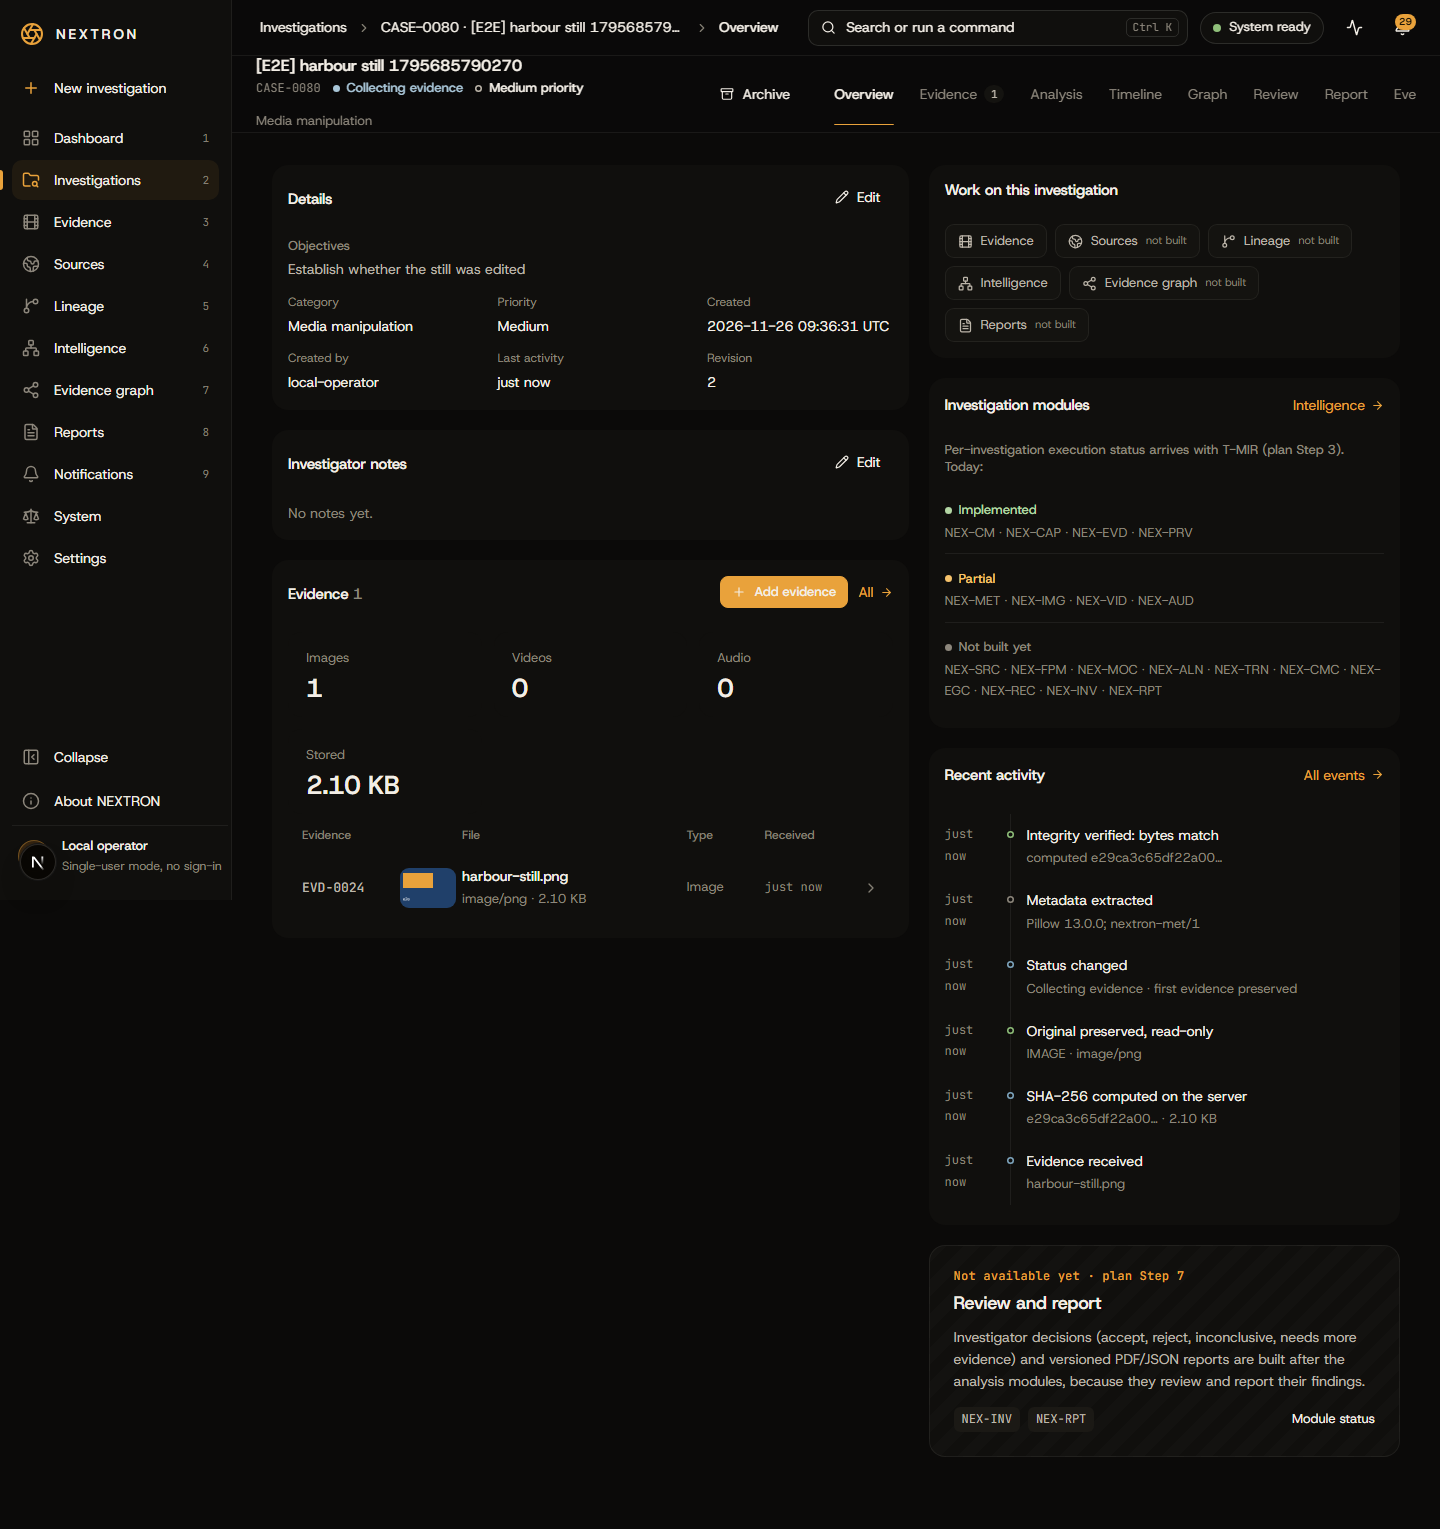 NEXTRON
New investigation
Dashboard 1
Investigations 2
Evidence 3
Sources 4
Lineage 5
Intelligence 6
Evidence graph 7
Reports 8
Notifications 9
System
Settings
Collapse
About NEXTRON
N
Local operator
Single-user mode, no sign-in
Investigations > CASE-0080 · [E2E] harbour still 179568579… > Overview
Search or run a command Ctrl K
System ready
29
[E2E] harbour still 1795685790270
CASE-0080 Collecting evidence Medium priority
Media manipulation
Archive
Overview Evidence 1 Analysis Timeline Graph Review Report Eve
Details Edit
Objectives
Establish whether the still was edited
Category Priority Created
Media manipulation Medium 2026-11-26 09:36:31 UTC
Created by Last activity Revision
local-operator just now 2
Investigator notes Edit
No notes yet.
Evidence 1 Add evidence All →
Images Videos Audio
1 0 0
Stored
2.10 KB
Evidence File Type Received
EVD-0024 harbour-still.png Image just now
image/png · 2.10 KB
Work on this investigation
Evidence Sources not built Lineage not built
Intelligence Evidence graph not built
Reports not built
Investigation modules Intelligence →
Per-investigation execution status arrives with T-MIR (plan Step 3).
Today:
Implemented
NEX-CM · NEX-CAP · NEX-EVD · NEX-PRV
Partial
NEX-MET · NEX-IMG · NEX-VID · NEX-AUD
Not built yet
NEX-SRC · NEX-FPM · NEX-MOC · NEX-ALN · NEX-TRN · NEX-CMC · NEX-
EGC · NEX-REC · NEX-INV · NEX-RPT
Recent activity All events →
just now Integrity verified: bytes match
computed e29ca3c65df22a00…
just now Metadata extracted
Pillow 13.0.0; nextron-met/1
just now Status changed
Collecting evidence · first evidence preserved
just now Original preserved, read-only
IMAGE · image/png
just now SHA-256 computed on the server
e29ca3c65df22a00… · 2.10 KB
just now Evidence received
harbour-still.png
Not available yet · plan Step 7
Review and report
Investigator decisions (accept, reject, inconclusive, needs more
evidence) and versioned PDF/JSON reports are built after the
analysis modules, because they review and report their findings.
NEX-INV NEX-RPT Module status